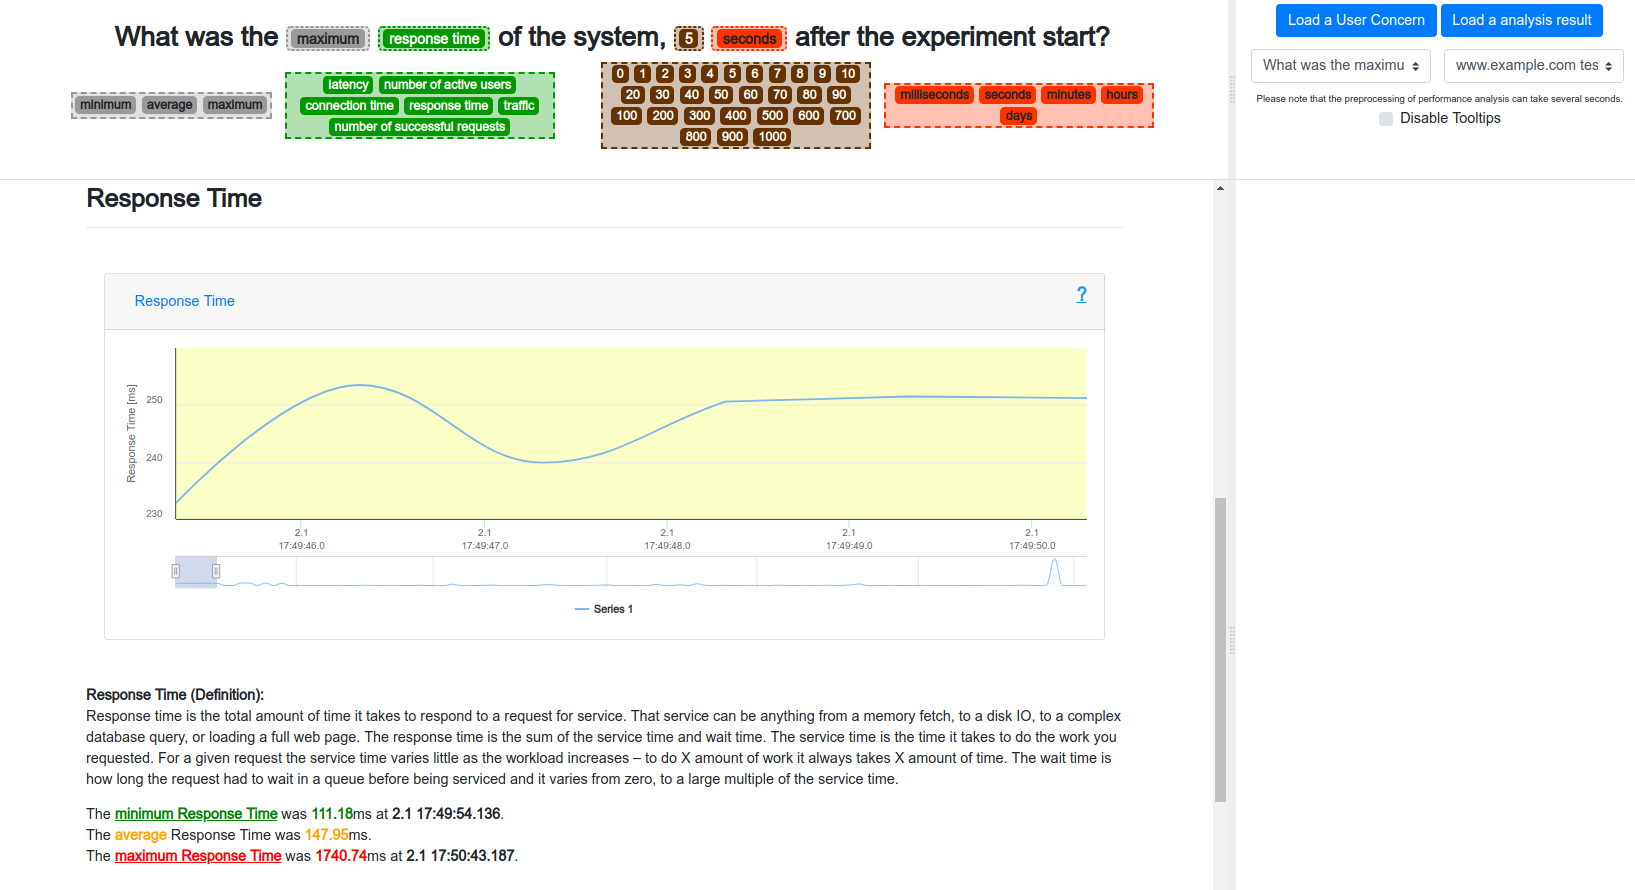 What was the maximum response time of the system, 5 seconds after the experiment start?
minimum average maximum
latency number of active users
connection time response time traffic
number of successful requests
0 1 2 3 4 5 6 7 8 9 10
20 30 40 50 60 70 80 90
100 200 300 400 500 600 700
800 900 1000
milliseconds seconds minutes hours
days
Load a User Concern Load a analysis result
What was the maximu www.example.com tes
Please note that the preprocessing of performance analysis can take several seconds.
Disable Tooltips
Response Time
Response Time ?
Response Time [ms]
250
240
230
2.1 2.1 2.1 2.1 2.1
17:49:46.0 17:49:47.0 17:49:48.0 17:49:49.0 17:49:50.0
Series 1
Response Time (Definition):
Response time is the total amount of time it takes to respond to a request for service. That service can be anything from a memory fetch, to a disk IO, to a complex
database query, or loading a full web page. The response time is the sum of the service time and wait time. The service time is the time it takes to do the work you
requested. For a given request the service time varies little as the workload increases – to do X amount of work it always takes X amount of time. The wait time is
how long the request had to wait in a queue before being serviced and it varies from zero, to a large multiple of the service time.
The minimum Response Time was 111.18ms at 2.1 17:49:54.136.
The average Response Time was 147.95ms.
The maximum Response Time was 1740.74ms at 2.1 17:50:43.187.